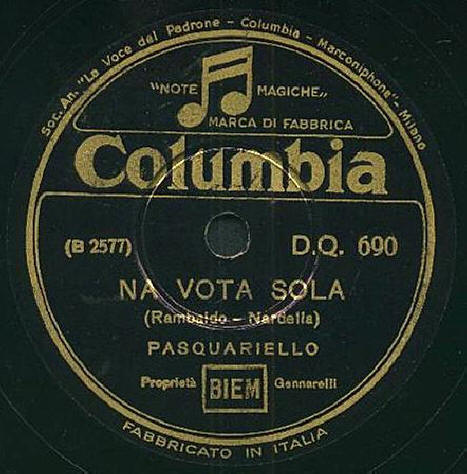 Soc. An. "La Voce del Padrone - Columbia - Marconiphone" - Milano
"NOTE MAGICHE"
MARCA DI FABBRICA
Columbia
(B 2577) D.Q. 690
NA VOTA SOLA
(Rambaldo - Nardella)
PASQUARIELLO
Proprietà BIEM Gennarelli
FABBRICATO IN ITALIA